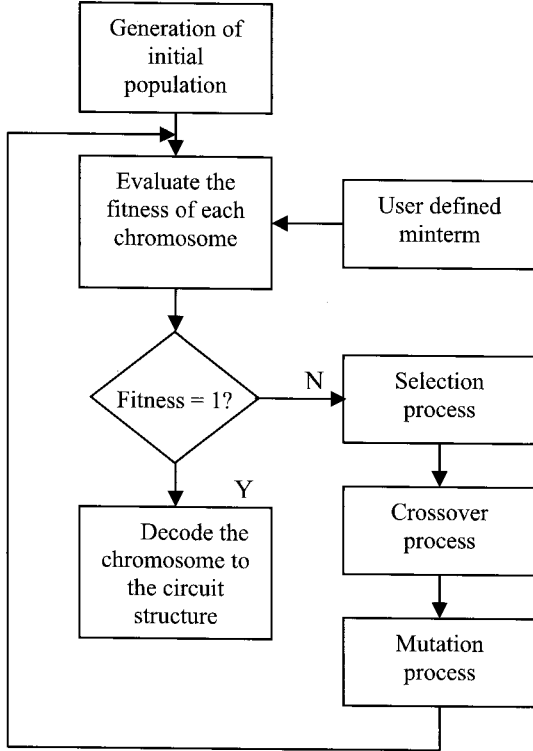 Generation of
initial
population
Evaluate the
fitness of each
chromosome
User defined
minterm
Fitness = 1?
N
Selection
process
Y
Decode the
chromosome to
the circuit
structure
Crossover
process
Mutation
process